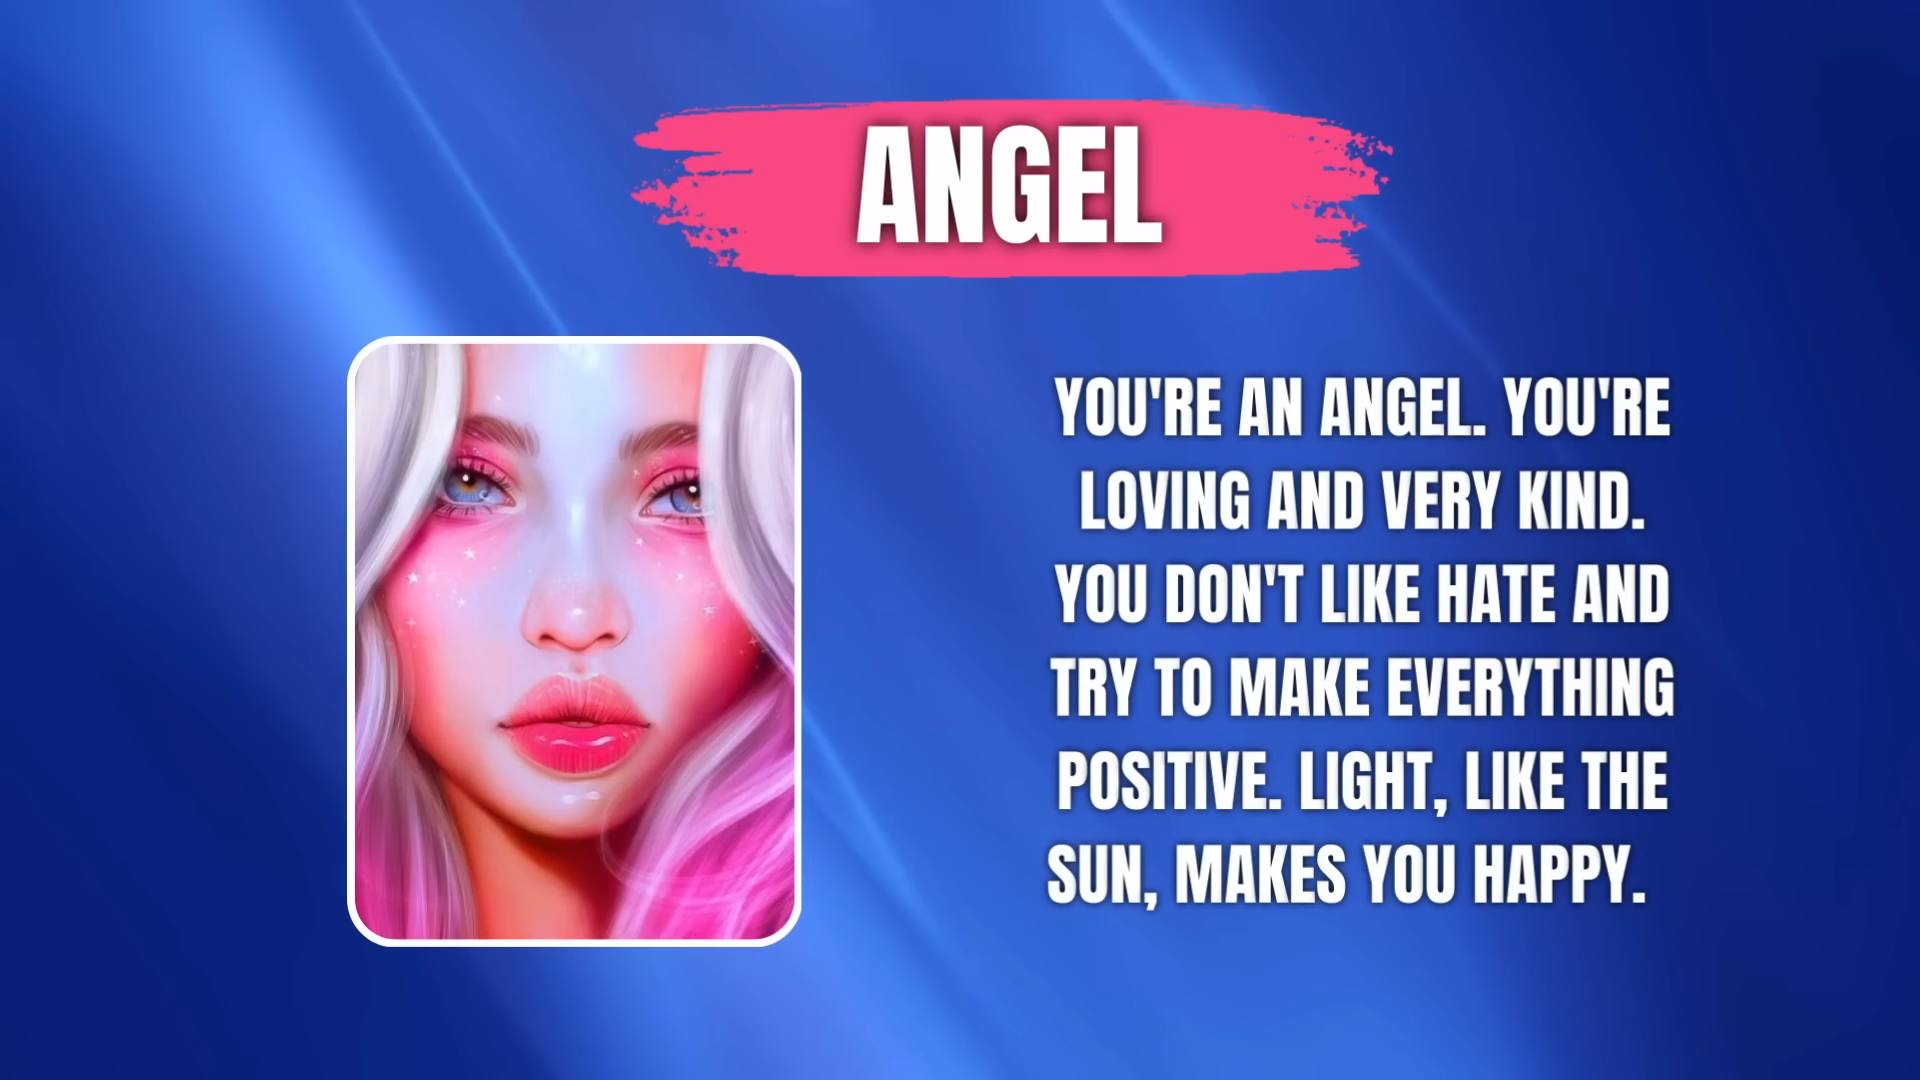 ANGEL
YOU'RE AN ANGEL. YOU'RE
LOVING AND VERY KIND.
YOU DON'T LIKE HATE AND
TRY TO MAKE EVERYTHING
POSITIVE. LIGHT, LIKE THE
SUN, MAKES YOU HAPPY.